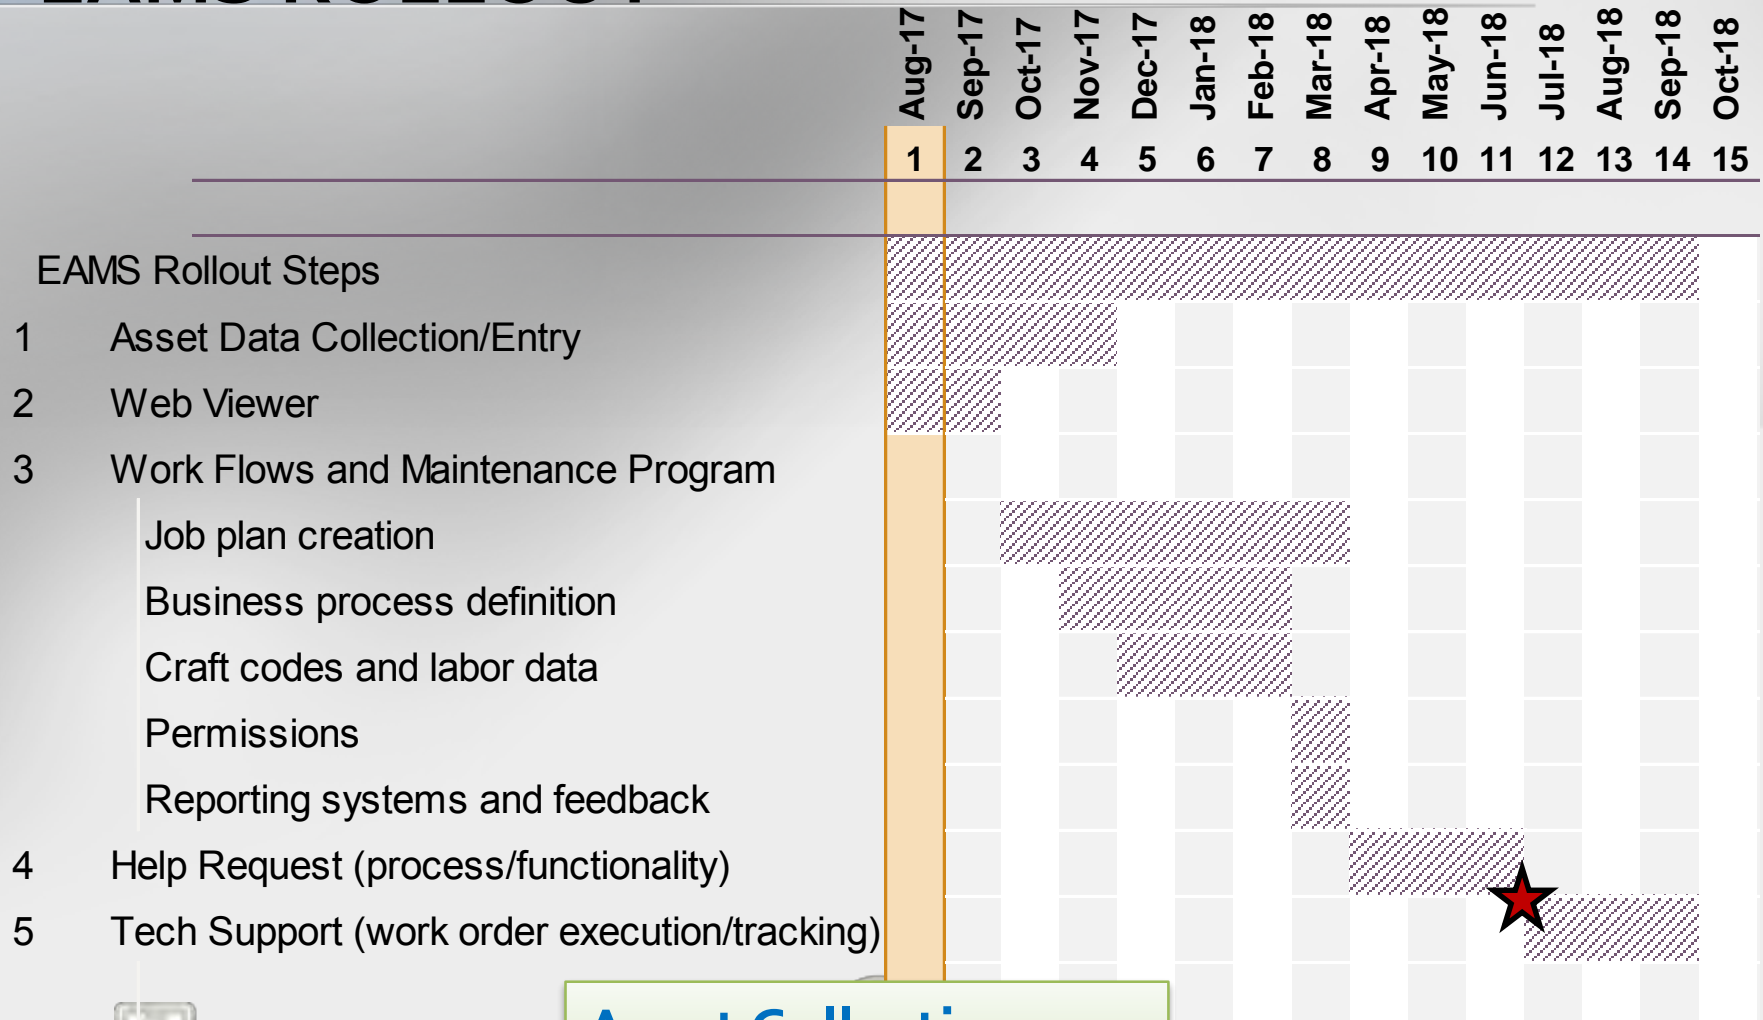 EAMS ROLLOUT
Aug-17 Sep-17 Oct-17 Nov-17 Dec-17 Jan-18 Feb-18 Mar-18 Apr-18 May-18 Jun-18 Jul-18 Aug-18 Sep-18 Oct-18
1 2 3 4 5 6 7 8 9 10 11 12 13 14 15
EAMS Rollout Steps
1 Asset Data Collection/Entry
2 Web Viewer
3 Work Flows and Maintenance Program
Job plan creation
Business process definition
Craft codes and labor data
Permissions
Reporting systems and feedback
4 Help Request (process/functionality)
5 Tech Support (work order execution/tracking)